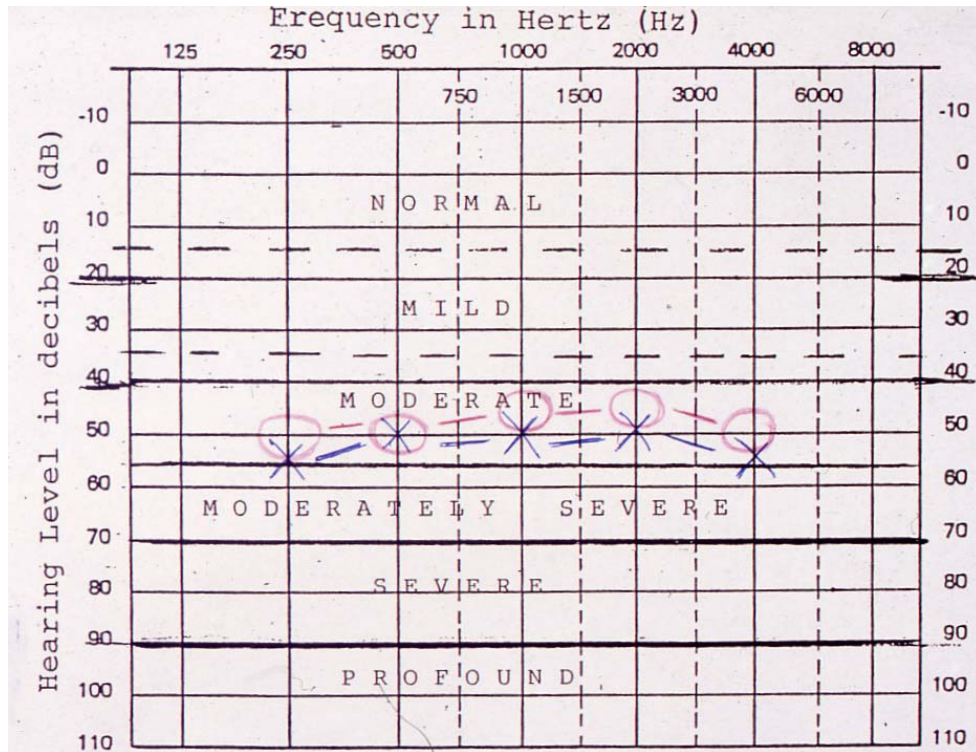 Erequency in Hertz (Hz)
125 250 500 1000 2000 4000 8000
750 1500 3000 6000
Hearing Level in decibels (dB)
-10 -10
0 0
NORMAL
10 10
20 20
MILD
30 30
40 40
MODERATE
50 50
60 60
MODERATELY SEVERE
70 70
SEVERE
80 80
90 90
PROFOUND
100 100
110 110